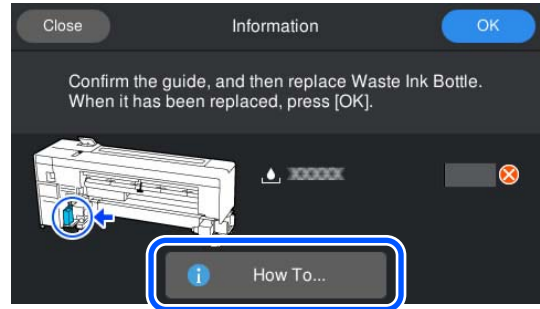 Close
Information
OK
Confirm the guide, and then replace Waste Ink Bottle.
When it has been replaced, press [OK].
XXXXX
How To...